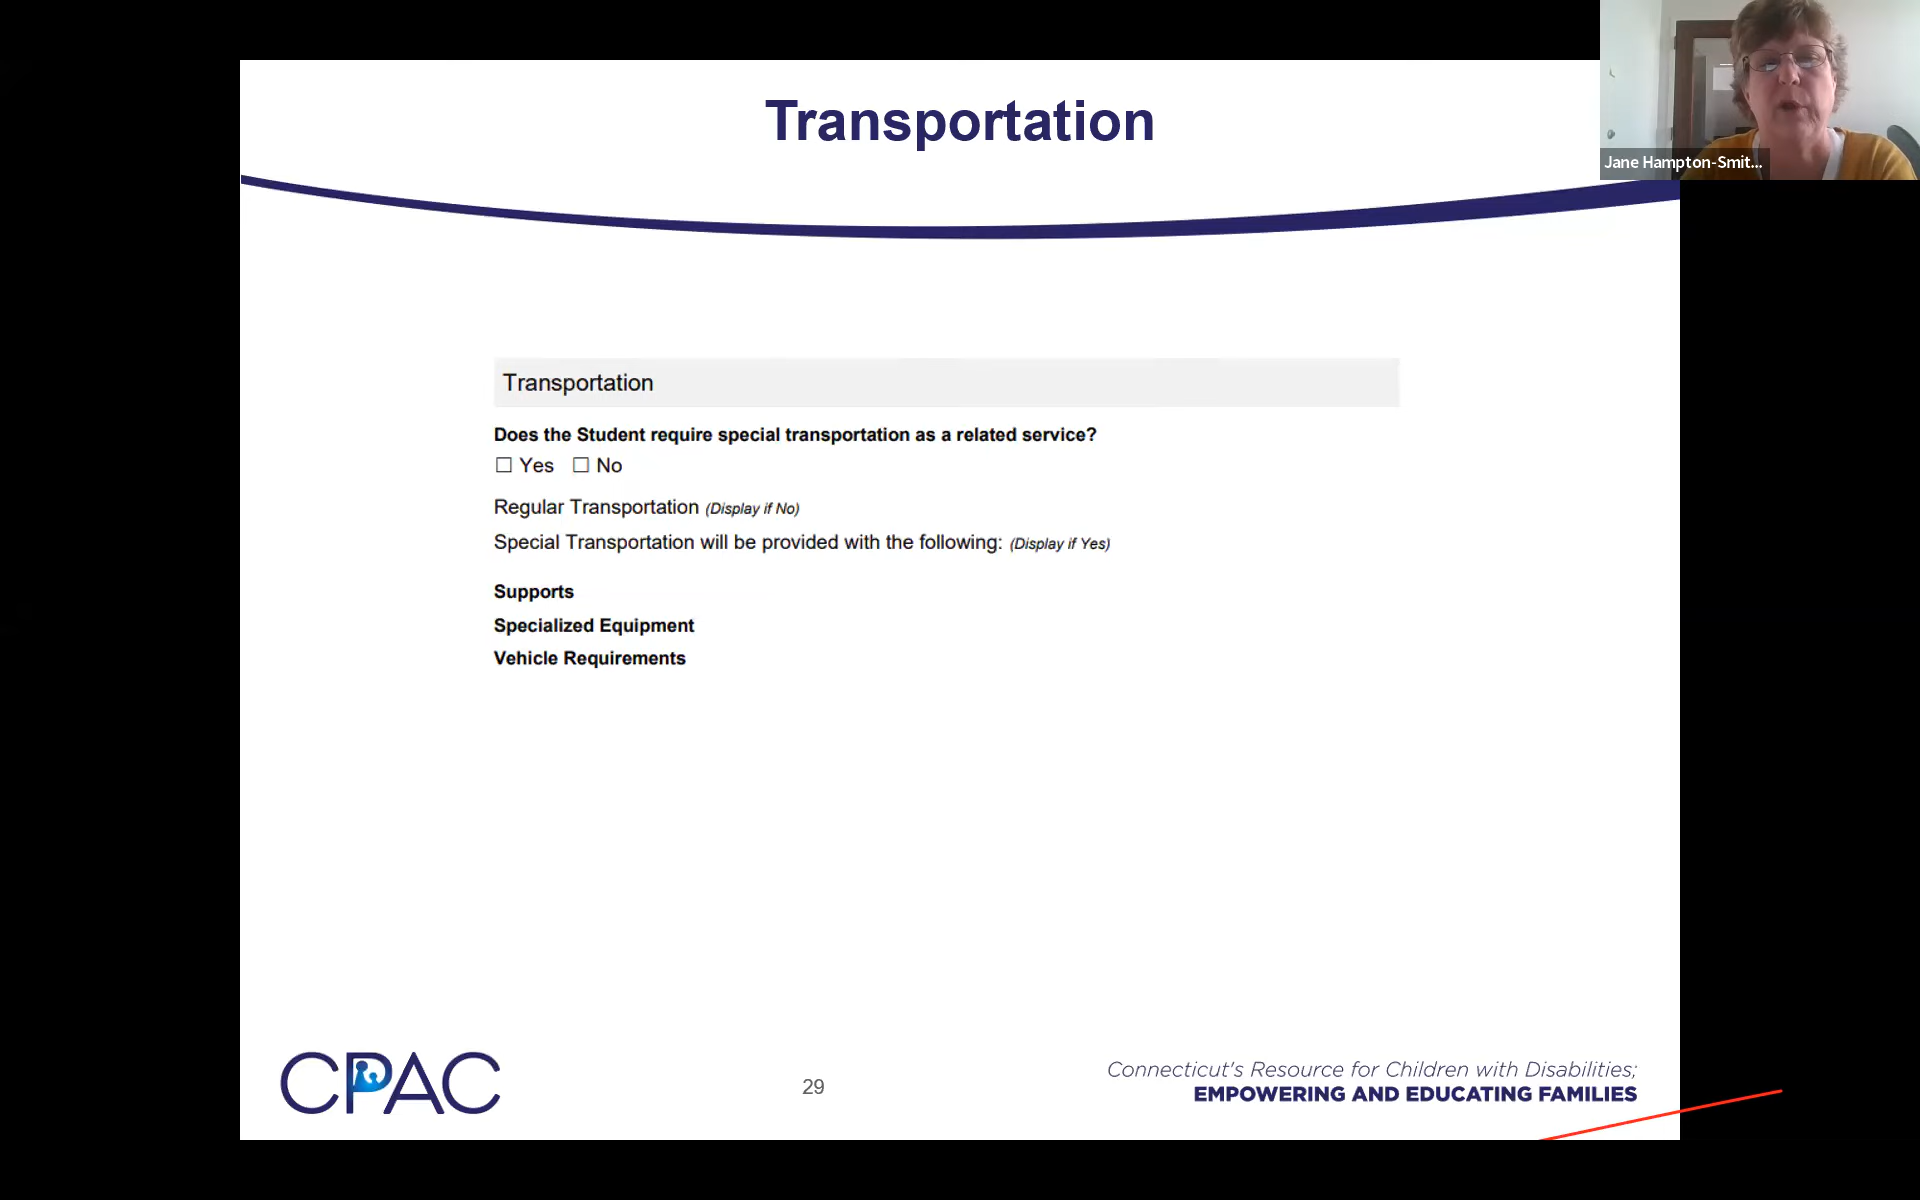 Transportation
Jane Hampton-Smit...
Transportation
Does the Student require special transportation as a related service?
☐ Yes ☐ No
Regular Transportation (Display if No)
Special Transportation will be provided with the following: (Display if Yes)
Supports
Specialized Equipment
Vehicle Requirements
CPAC
29
Connecticut's Resource for Children with Disabilities;
EMPOWERING AND EDUCATING FAMILIES